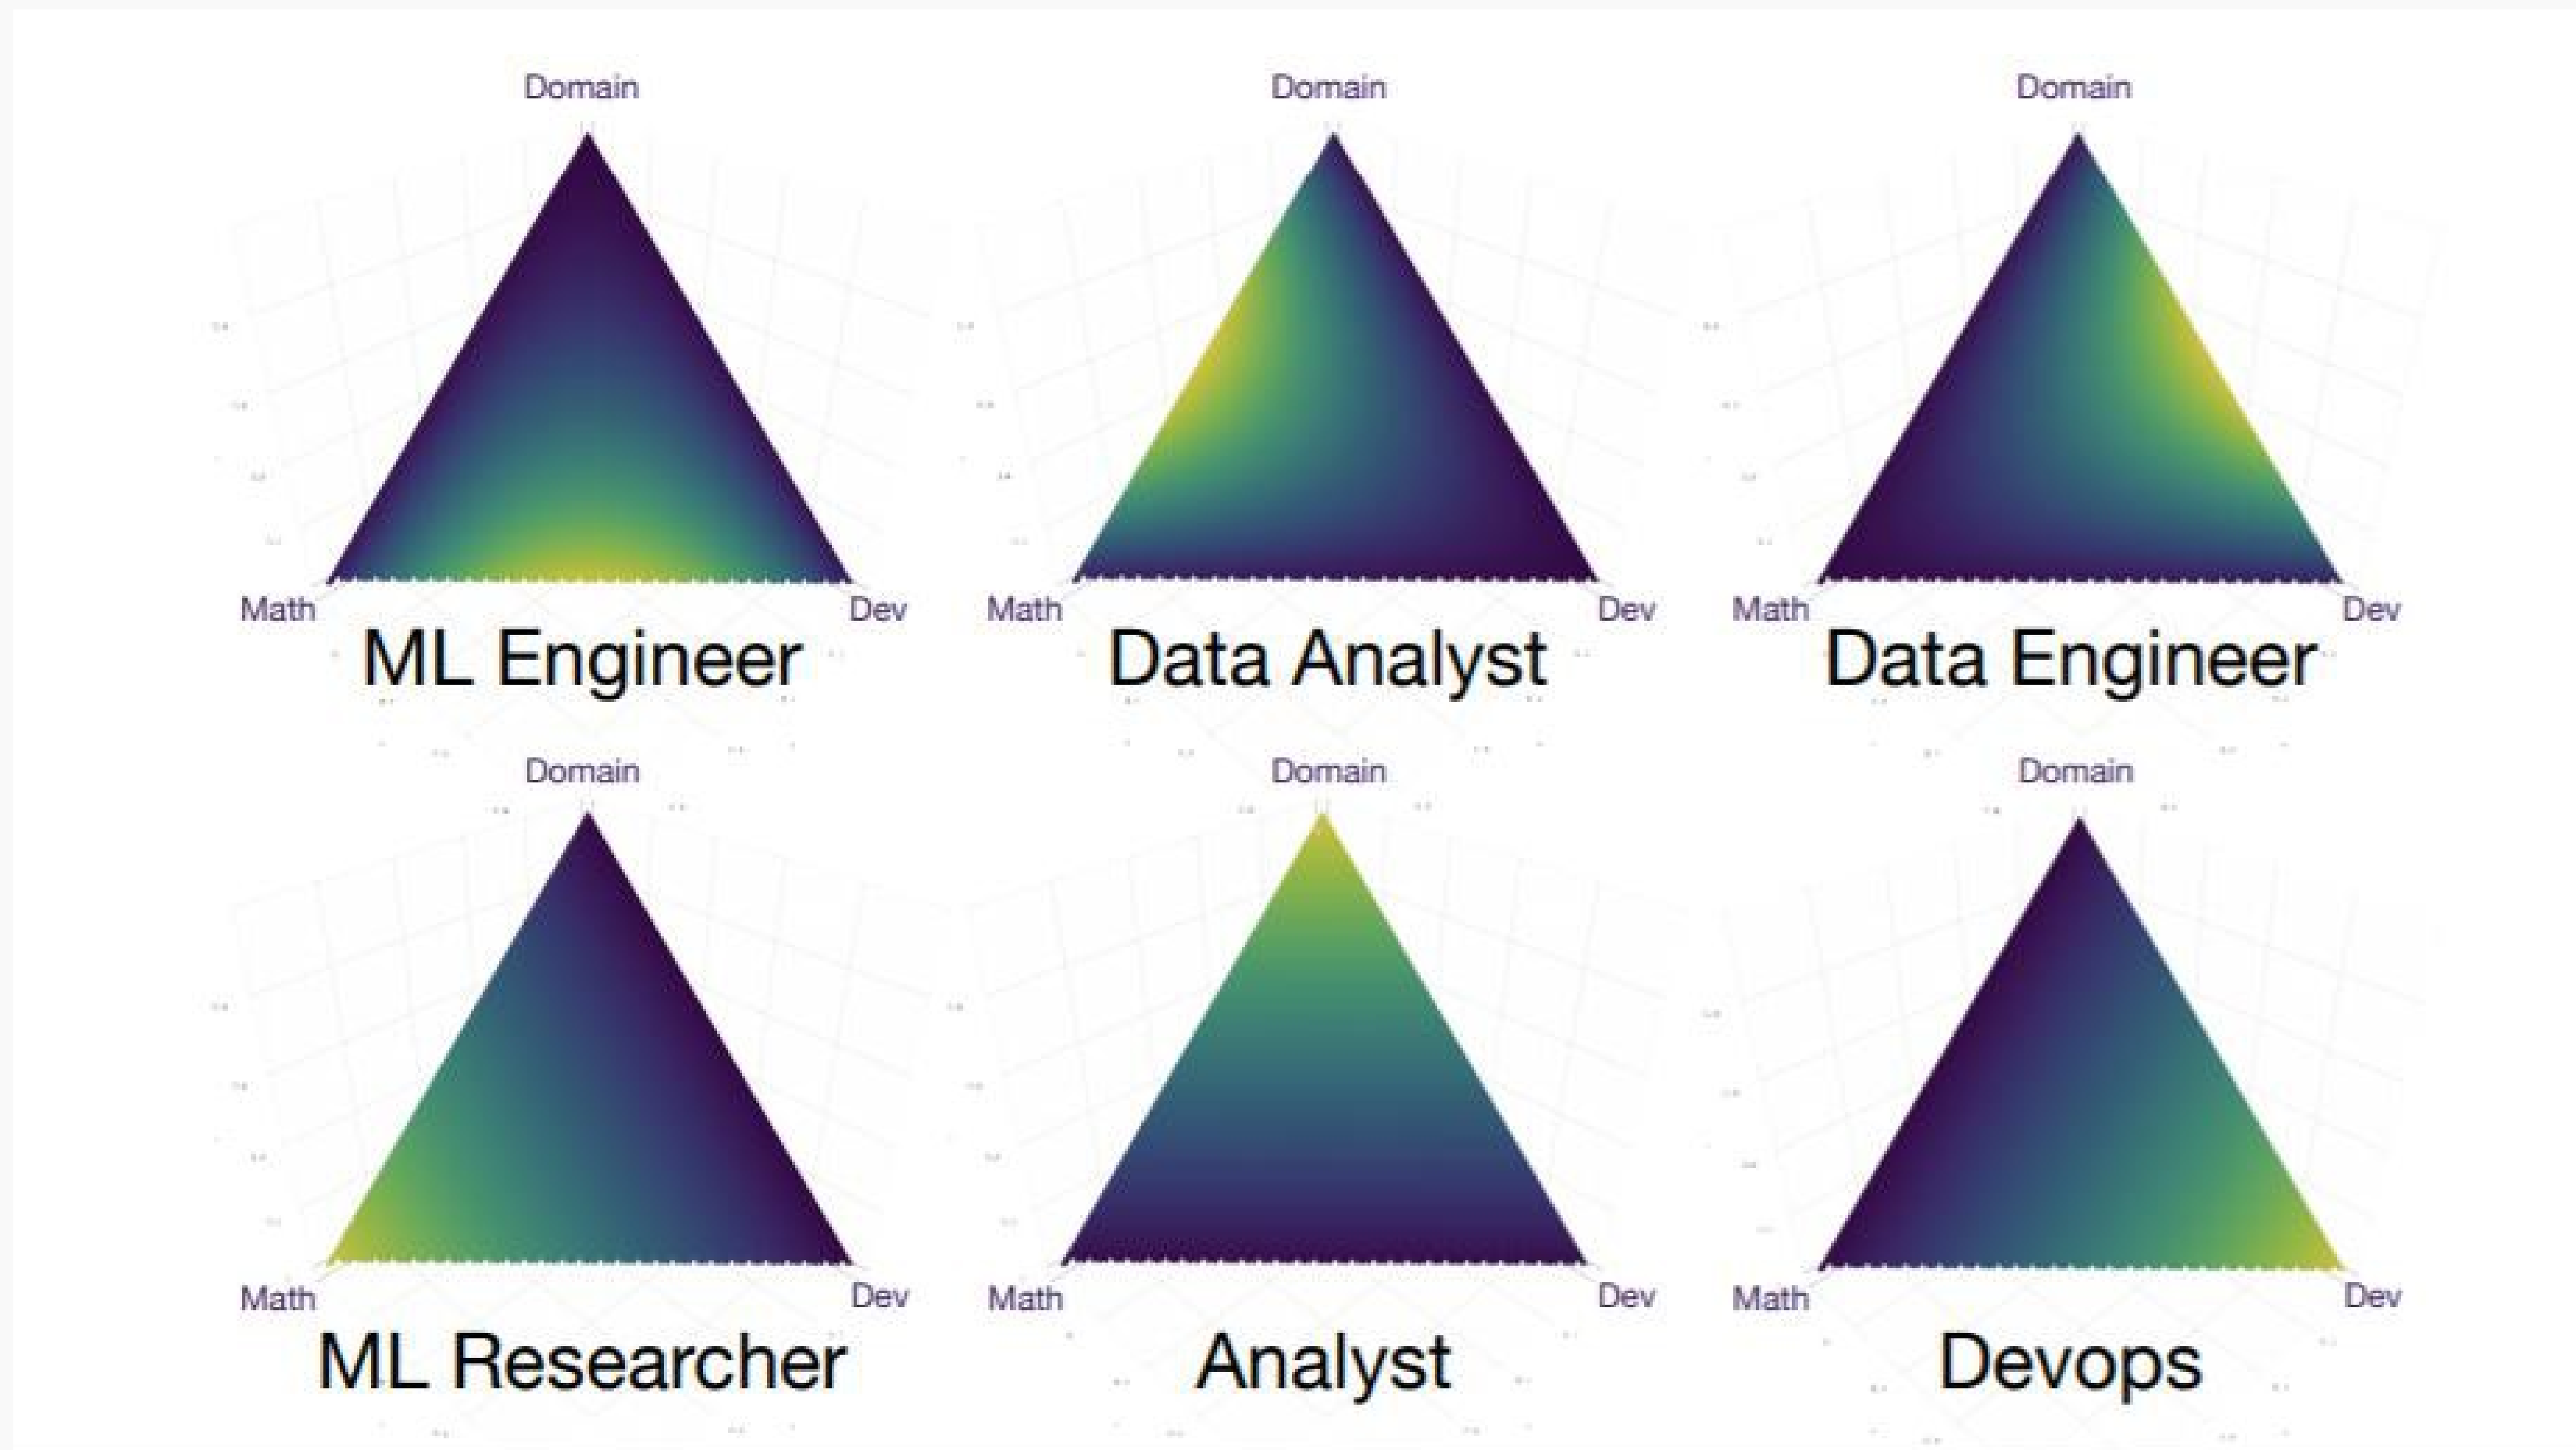 Domain
Domain
Domain
Math
Dev
Math
Dev
Math
Dev
ML Engineer
Data Analyst
Data Engineer
Domain
Domain
Domain
Math
Dev
Math
Dev
Math
Dev
ML Researcher
Analyst
Devops